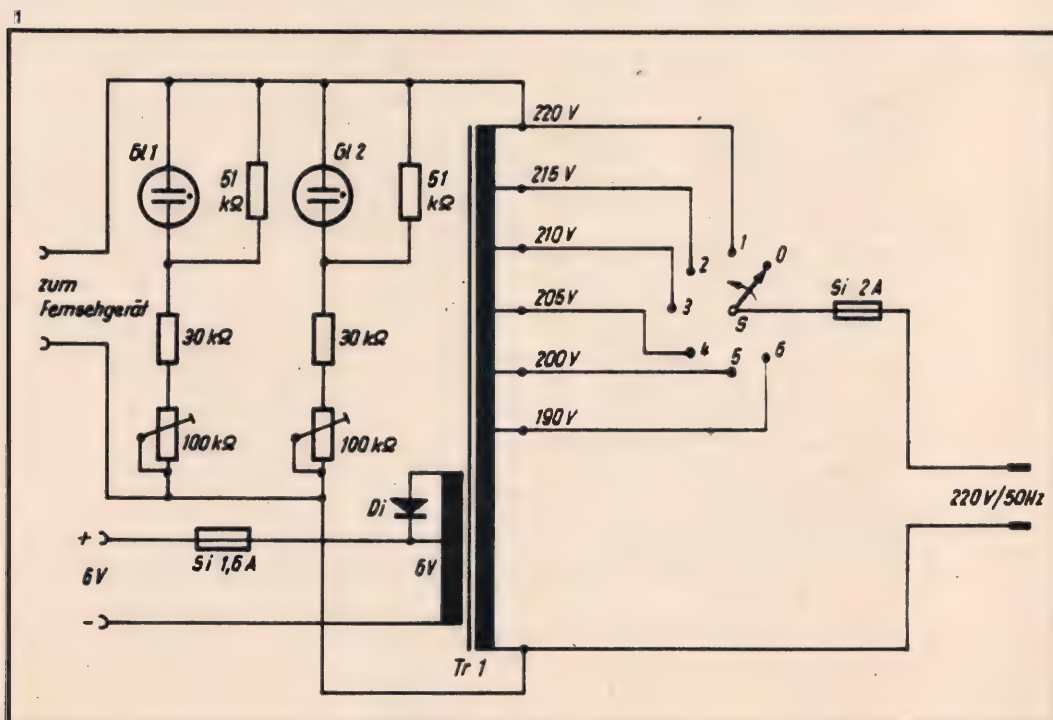 1
220 V
Gl 1
51
kΩ
Gl 2
51
kΩ
215 V
210 V
1
0
2
zum
Fernsehgerät
3
S
Si 2A
205V
30 kΩ
30 kΩ
4
5
6
200 V
190 V
100 kΩ
100 kΩ
220 V/50Hz
Di
+
Si 1,6 A
6V
6V
-
Tr 1